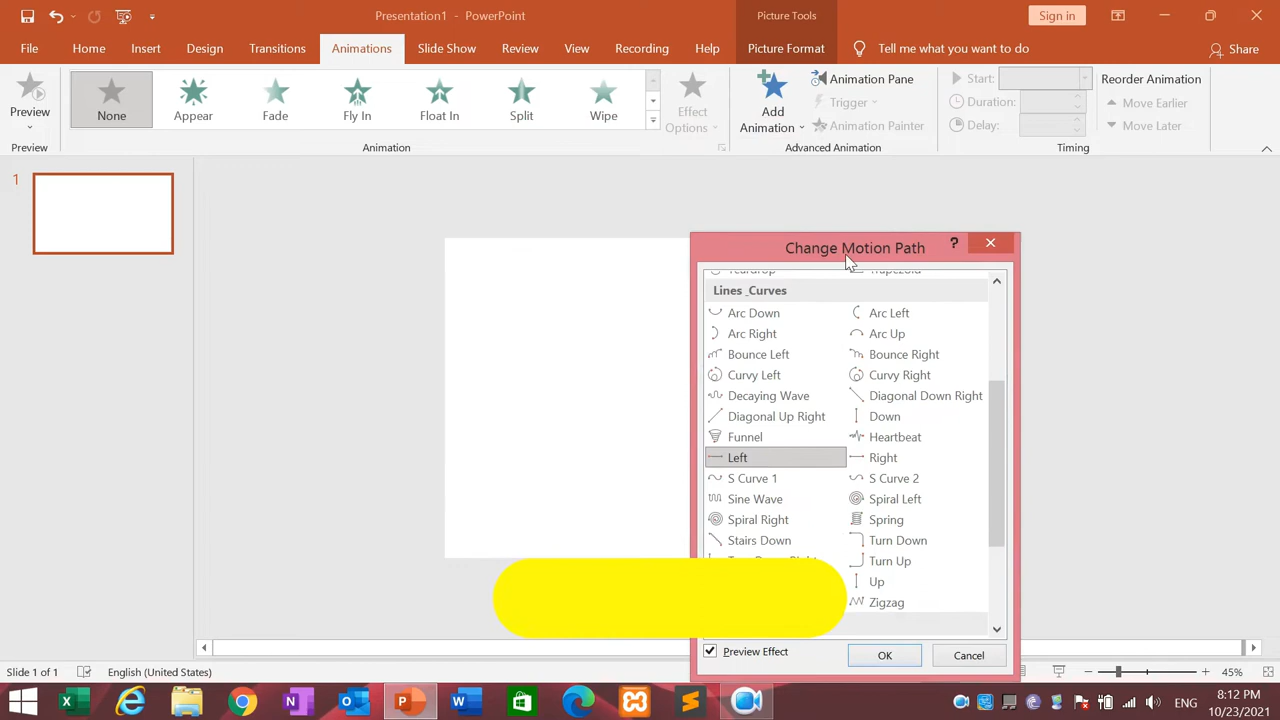 Presentation1 - PowerPoint
Picture Tools
Sign in
File
Home
Insert
Design
Transitions
Animations
Slide Show
Review
View
Recording
Help
Picture Format
Tell me what you want to do
Share
Preview
None
Appear
Fade
Fly In
Float In
Split
Wipe
Effect
Options
Add
Animation
Animation Pane
Trigger
Animation Painter
Start:
Duration:
Delay:
Reorder Animation
Move Earlier
Move Later
Preview
Animation
Advanced Animation
Timing
1
Change Motion Path
?
Teardrop
Trapezoid
Lines _Curves
Arc Down
Arc Left
Arc Right
Arc Up
Bounce Left
Bounce Right
Curvy Left
Curvy Right
Decaying Wave
Diagonal Down Right
Diagonal Up Right
Down
Funnel
Heartbeat
Left
Right
S Curve 1
S Curve 2
Sine Wave
Spiral Left
Spiral Right
Spring
Stairs Down
Turn Down
Turn Up
Up
Zigzag
Preview Effect
OK
Cancel
Slide 1 of 1
English (United States)
45%
ENG
8:12 PM
10/23/2021